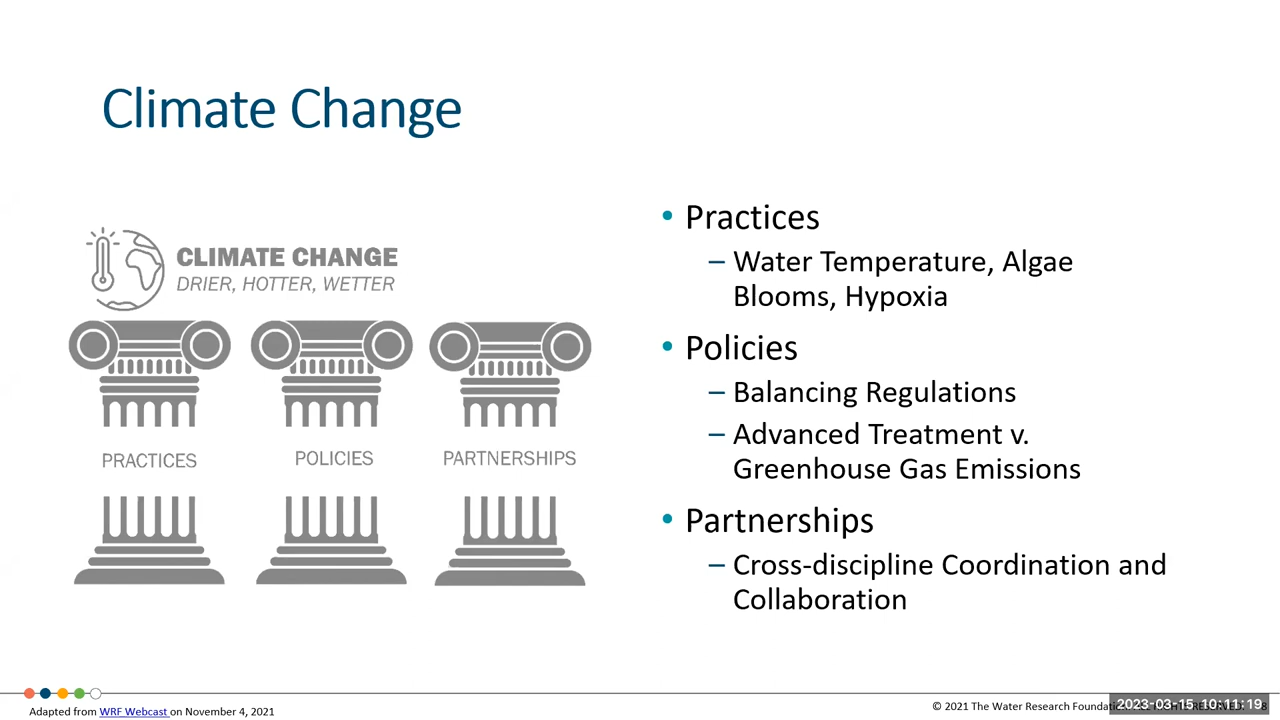 Climate Change
CLIMATE CHANGE
DRIER, HOTTER, WETTER
PRACTICES
POLICIES
PARTNERSHIPS
• Practices
– Water Temperature, Algae
Blooms, Hypoxia
• Policies
– Balancing Regulations
– Advanced Treatment v.
Greenhouse Gas Emissions
• Partnerships
– Cross-discipline Coordination and
Collaboration
Adapted from WRF Webcast on November 4, 2021
© 2021 The Water Research
2023-03-15 10:11:19